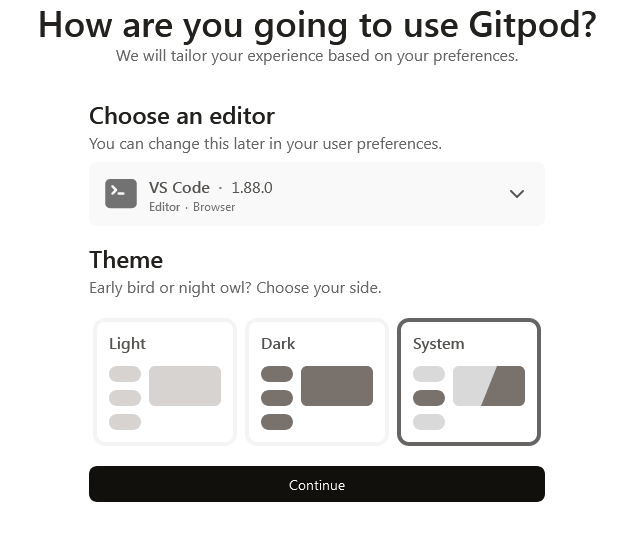 How are you going to use Gitpod?
We will tailor your experience based on your preferences.
Choose an editor
You can change this later in your user preferences.
VS Code · 1.88.0
Editor · Browser
Theme
Early bird or night owl? Choose your side.
Light
Dark
System
Continue